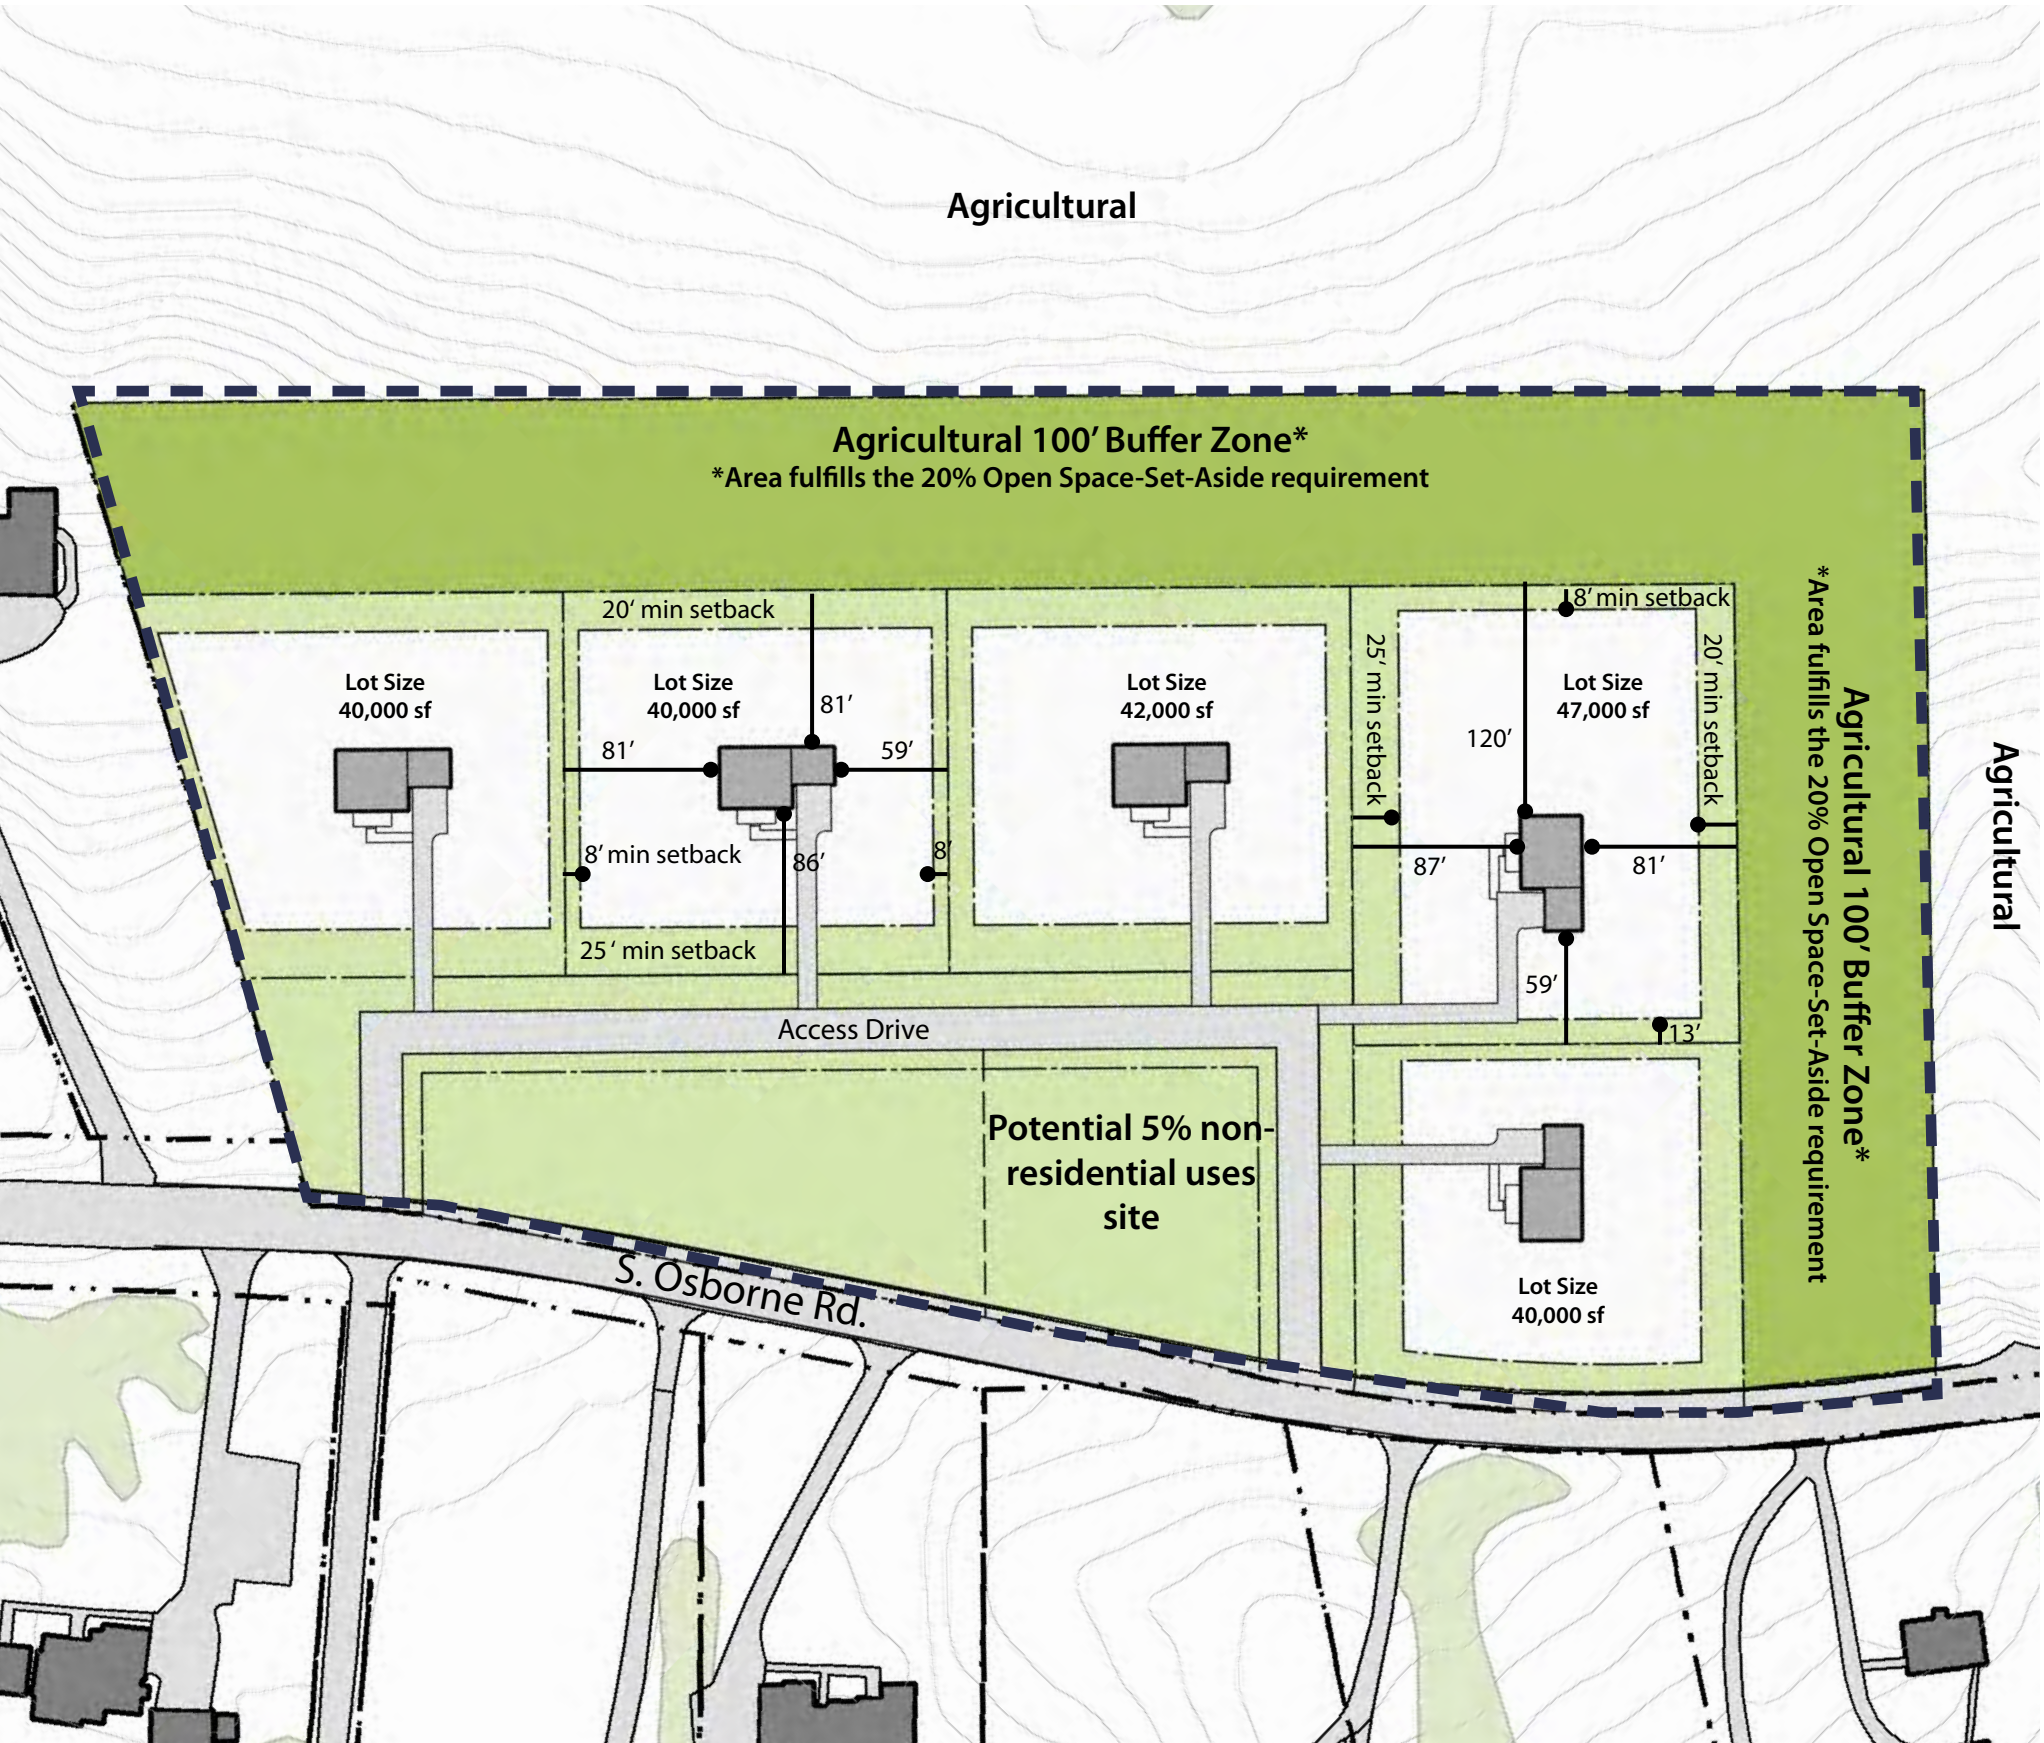 Agricultural
Agricultural 100’ Buffer Zone*
*Area fulfills the 20% Open Space-Set-Aside requirement
20‘ min setback
8’ min setback
Lot Size
40,000 sf
Lot Size
40,000 sf
Lot Size
42,000 sf
Lot Size
47,000 sf
25’ min setback
20’ min setback
81’
120’
81’
59’
8’ min setback
86’
8’
87’
81’
25‘ min setback
59’
13’
Access Drive
Potential 5% non-
residential uses
site
Lot Size
40,000 sf
S. Osborne Rd.
Agricultural 100’ Buffer Zone*
*Area fulfills the 20% Open Space-Set-Aside requirement
Agricultural